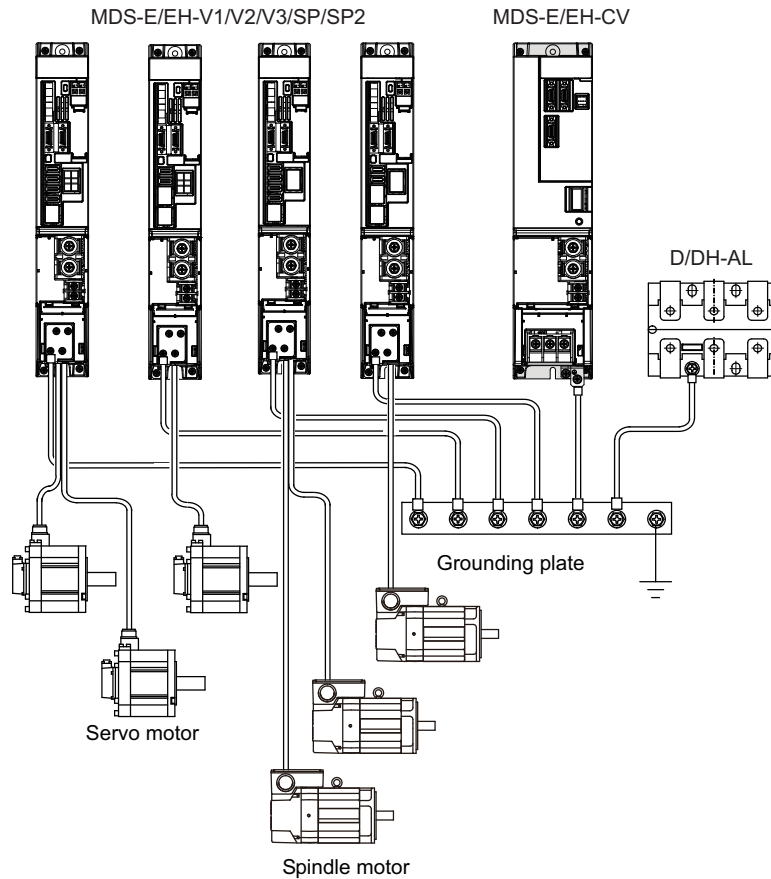 MDS-E/EH-V1/V2/V3/SP/SP2
MDS-E/EH-CV
D/DH-AL
Grounding plate
Servo motor
Spindle motor